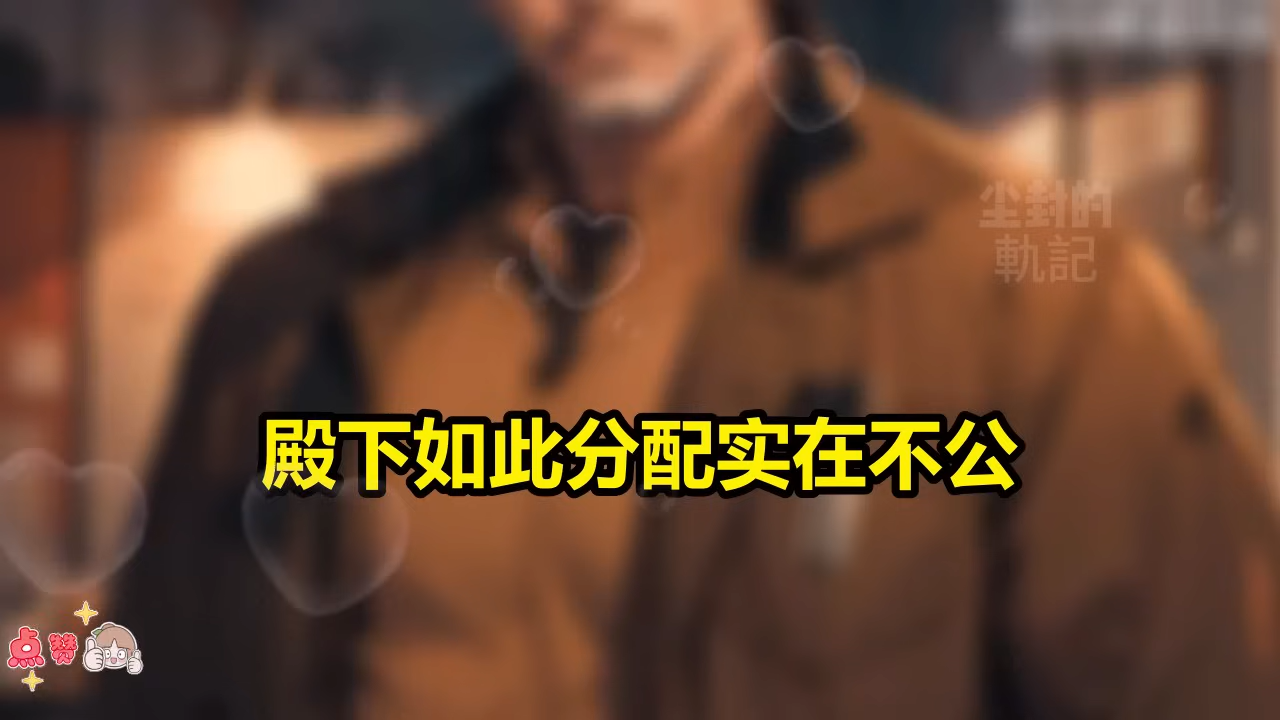 尘封的
軌記
殿下如此分配实在不公
点赞